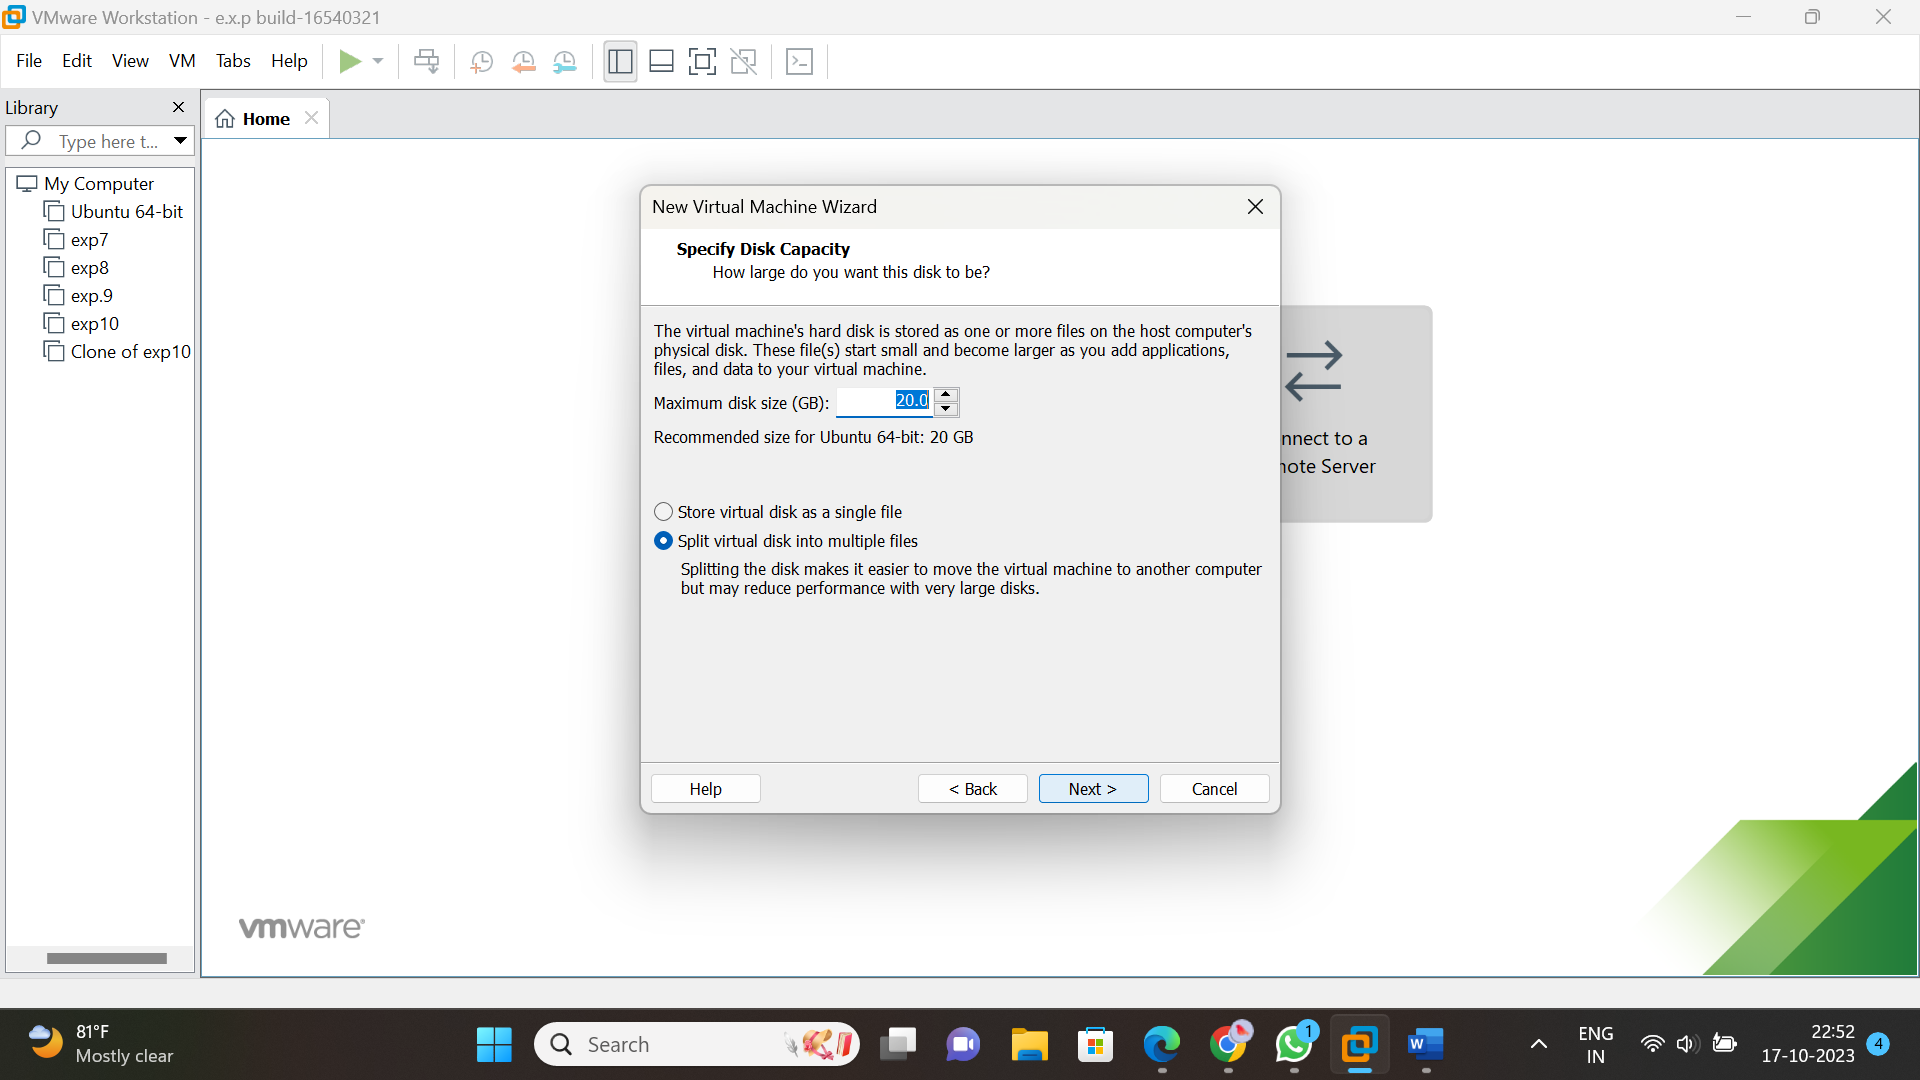 VMware Workstation - e.x.p build-16540321
File Edit View VM Tabs Help
Library
Type here t...
Home
My Computer
Ubuntu 64-bit
exp7
exp8
exp.9
exp10
Clone of exp10
New Virtual Machine Wizard
Specify Disk Capacity
How large do you want this disk to be?
The virtual machine's hard disk is stored as one or more files on the host computer's
physical disk. These file(s) start small and become larger as you add applications,
files, and data to your virtual machine.
Maximum disk size (GB): 20.0
Recommended size for Ubuntu 64-bit: 20 GB
Store virtual disk as a single file
Split virtual disk into multiple files
Splitting the disk makes it easier to move the virtual machine to another computer
but may reduce performance with very large disks.
Help < Back Next > Cancel
nnect to a
note Server
vmware
81°F
Mostly clear
Search
1
W
ENG
IN
22:52
17-10-2023
4